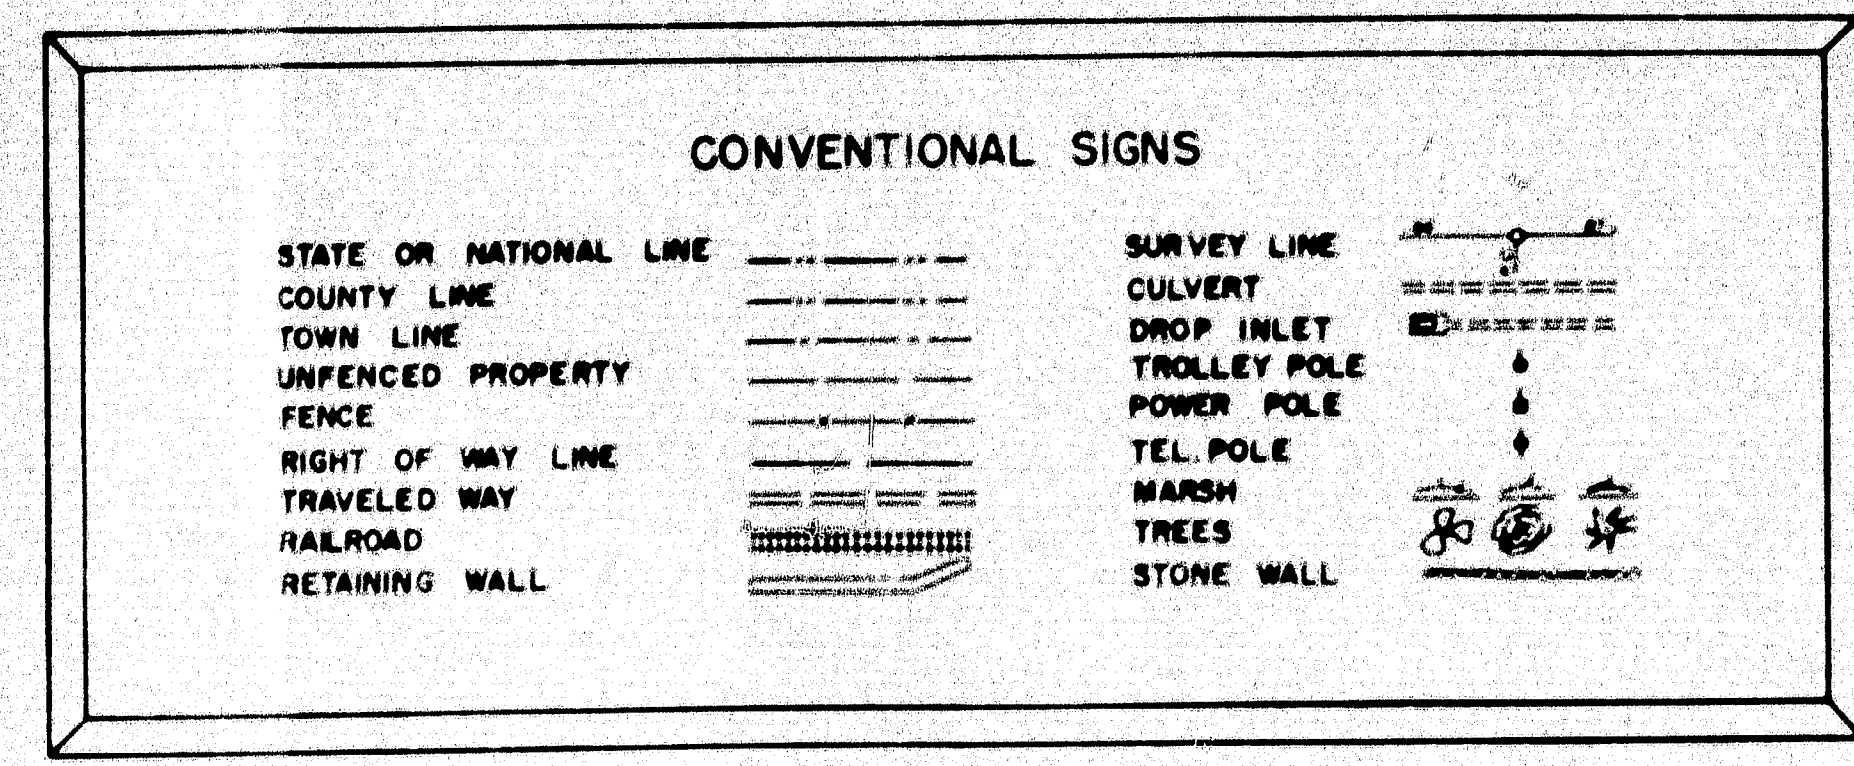 CONVENTIONAL SIGNS
STATE OR NATIONAL LINE
COUNTY LINE
TOWN LINE
UNFENCED PROPERTY
FENCE
RIGHT OF WAY LINE
TRAVELED WAY
RAILROAD
RETAINING WALL
SURVEY LINE
CULVERT
DROP INLET
TROLLEY POLE
POWER POLE
TEL. POLE
MARSH
TREES
STONE WALL